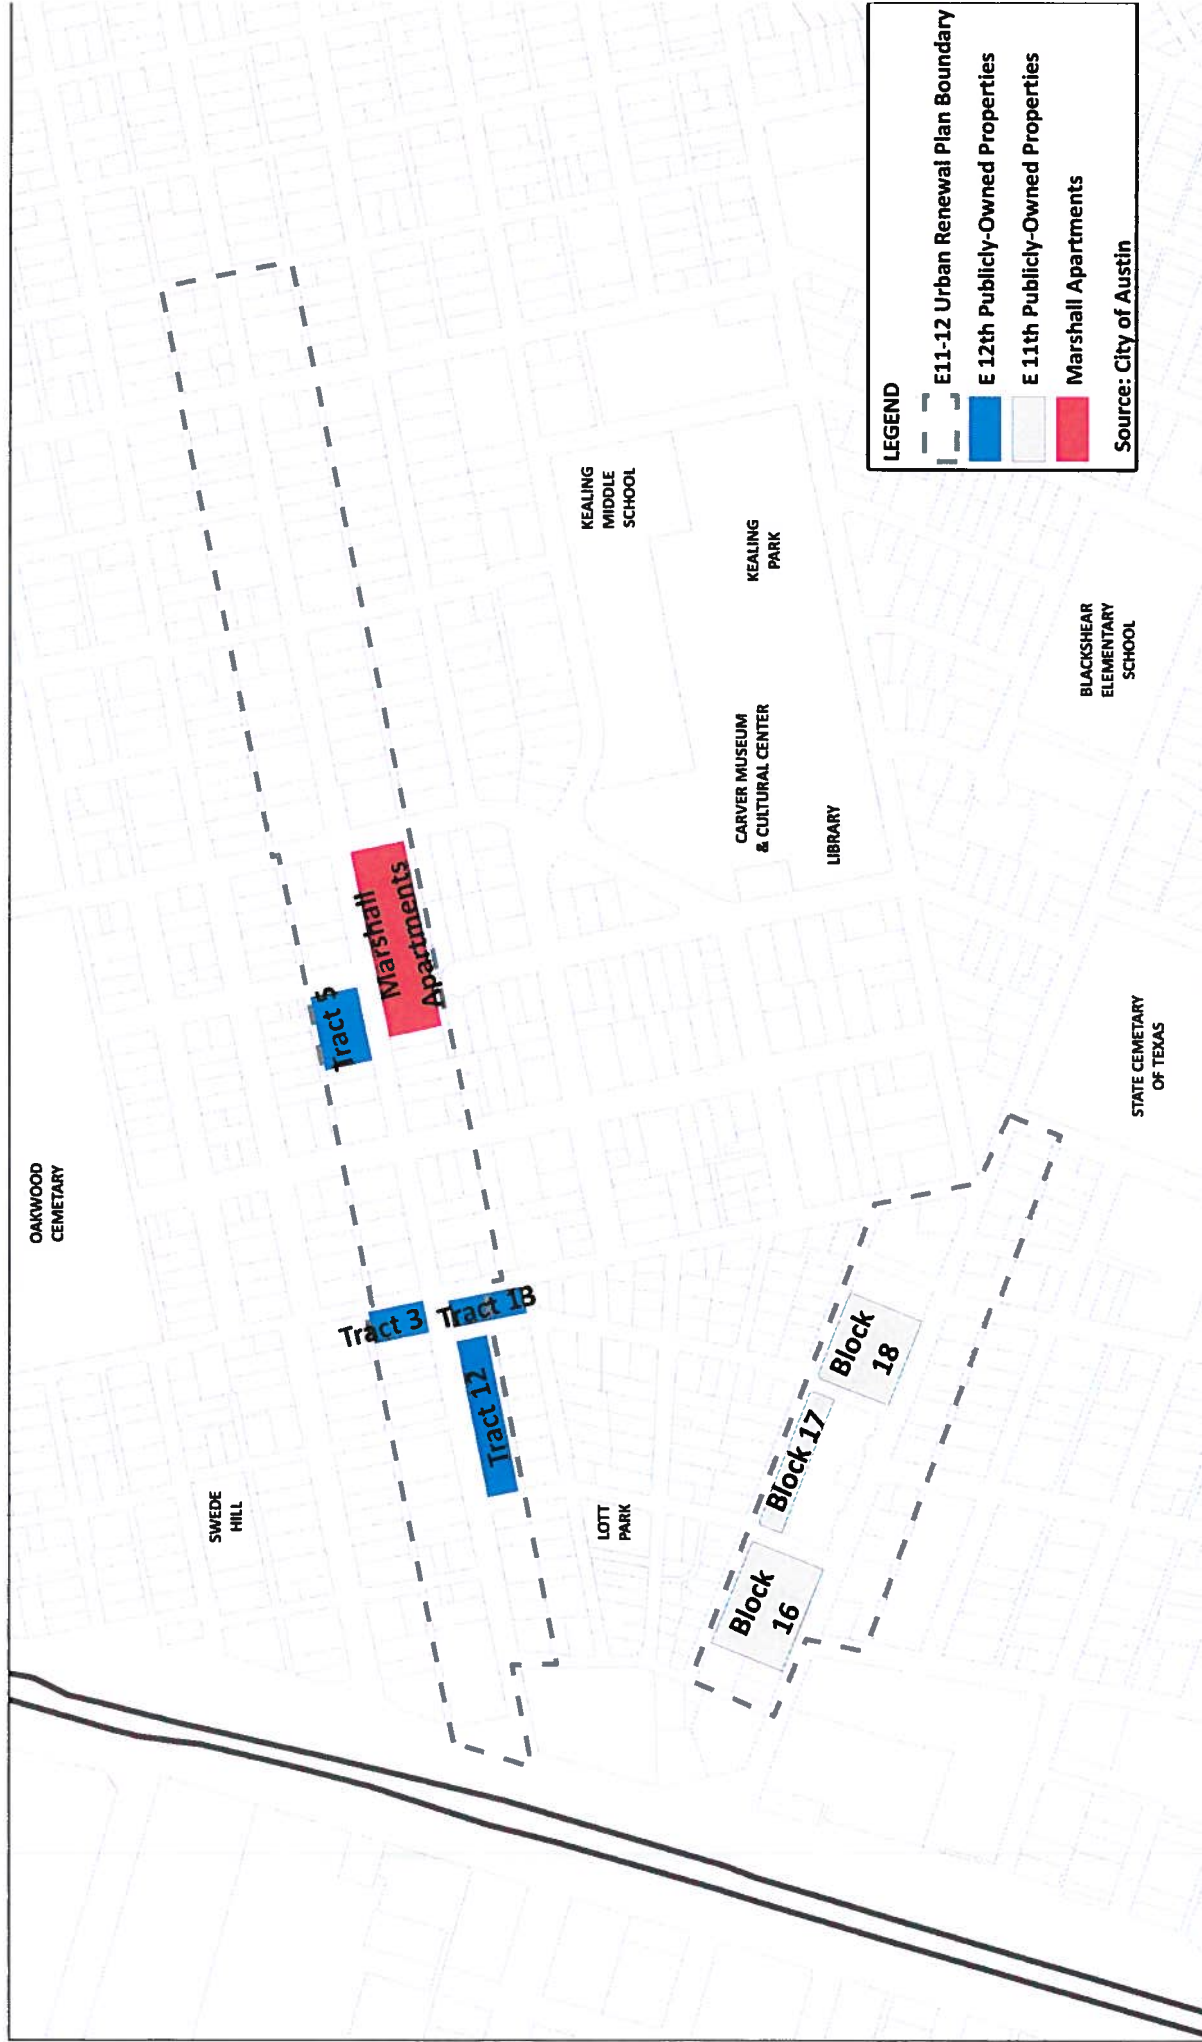 OAKWOOD
CEMETARY
SWEDE
HILL
Tract 5
Marshall
Apartments
Tract 3
Tract 13
Tract 12
KEALING
MIDDLE
SCHOOL
KEALING
PARK
LOTT
PARK
CARVER MUSEUM
& CULTURAL CENTER
LIBRARY
Block
16
Block 17
Block
18
BLACKSHEAR
ELEMENTARY
SCHOOL
STATE CEMETARY
OF TEXAS
LEGEND
E11-12 Urban Renewal Plan Boundary
E 12th Publicly-Owned Properties
E 11th Publicly-Owned Properties
Marshall Apartments
Source: City of Austin